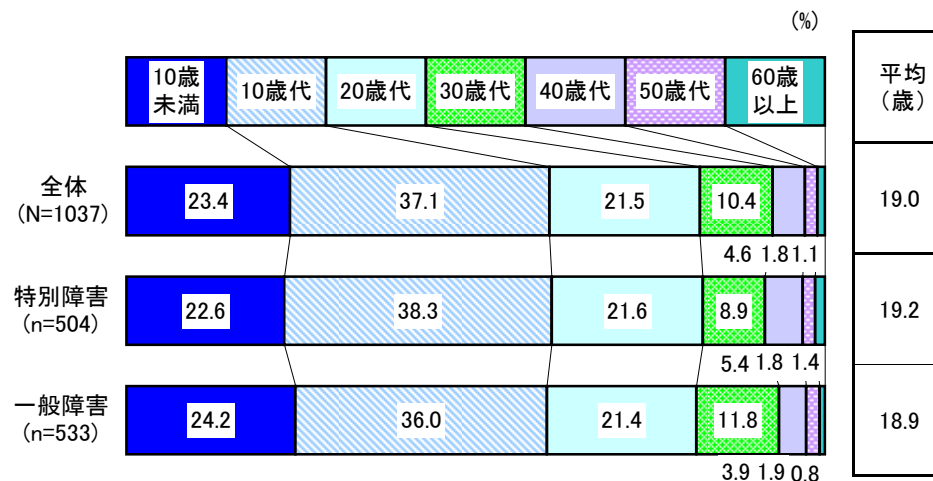 (%)
10歳
未満
10歳代
20歳代
30歳代
40歳代
50歳代
60歳
以上
平均
(歳)
全体
(N=1037)
23.4
37.1
21.5
10.4
4.6
1.8
1.1
19.0
特別障害
(n=504)
22.6
38.3
21.6
8.9
5.4
1.8
1.4
19.2
一般障害
(n=533)
24.2
36.0
21.4
11.8
3.9
1.9
0.8
18.9